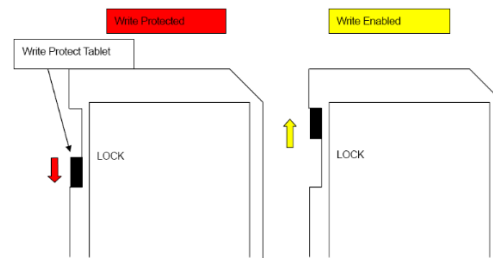 Write Protected
Write Enabled
Write Protect Tablet
LOCK
LOCK